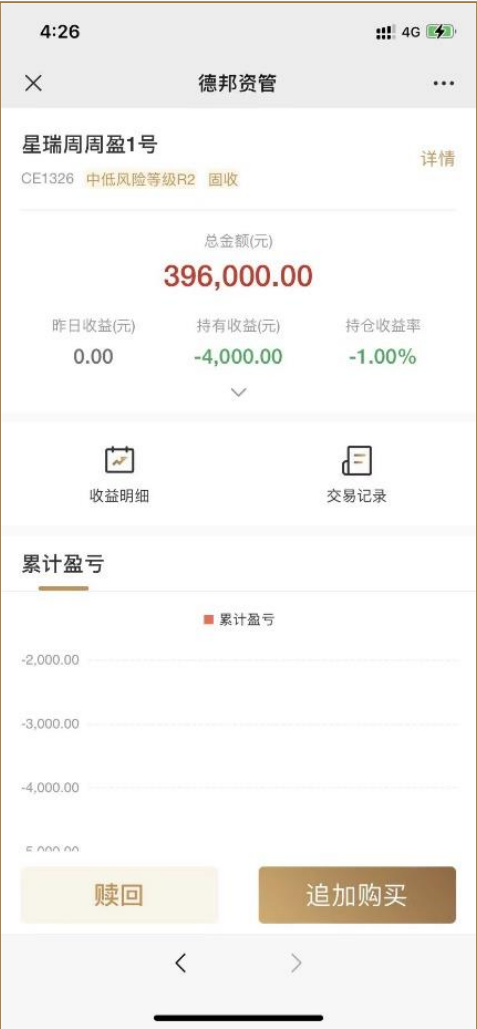 4:26 4G
德邦资管
星瑞周周盈1号
详情
CE1326 中低风险等级R2 固收
总金额(元)
396,000.00
昨日收益(元) 持有收益(元) 持仓收益率
0.00 -4,000.00 -1.00%
收益明细 交易记录
累计盈亏
累计盈亏
-2,000.00
-3,000.00
-4,000.00
-5,000.00
赎回 追加购买